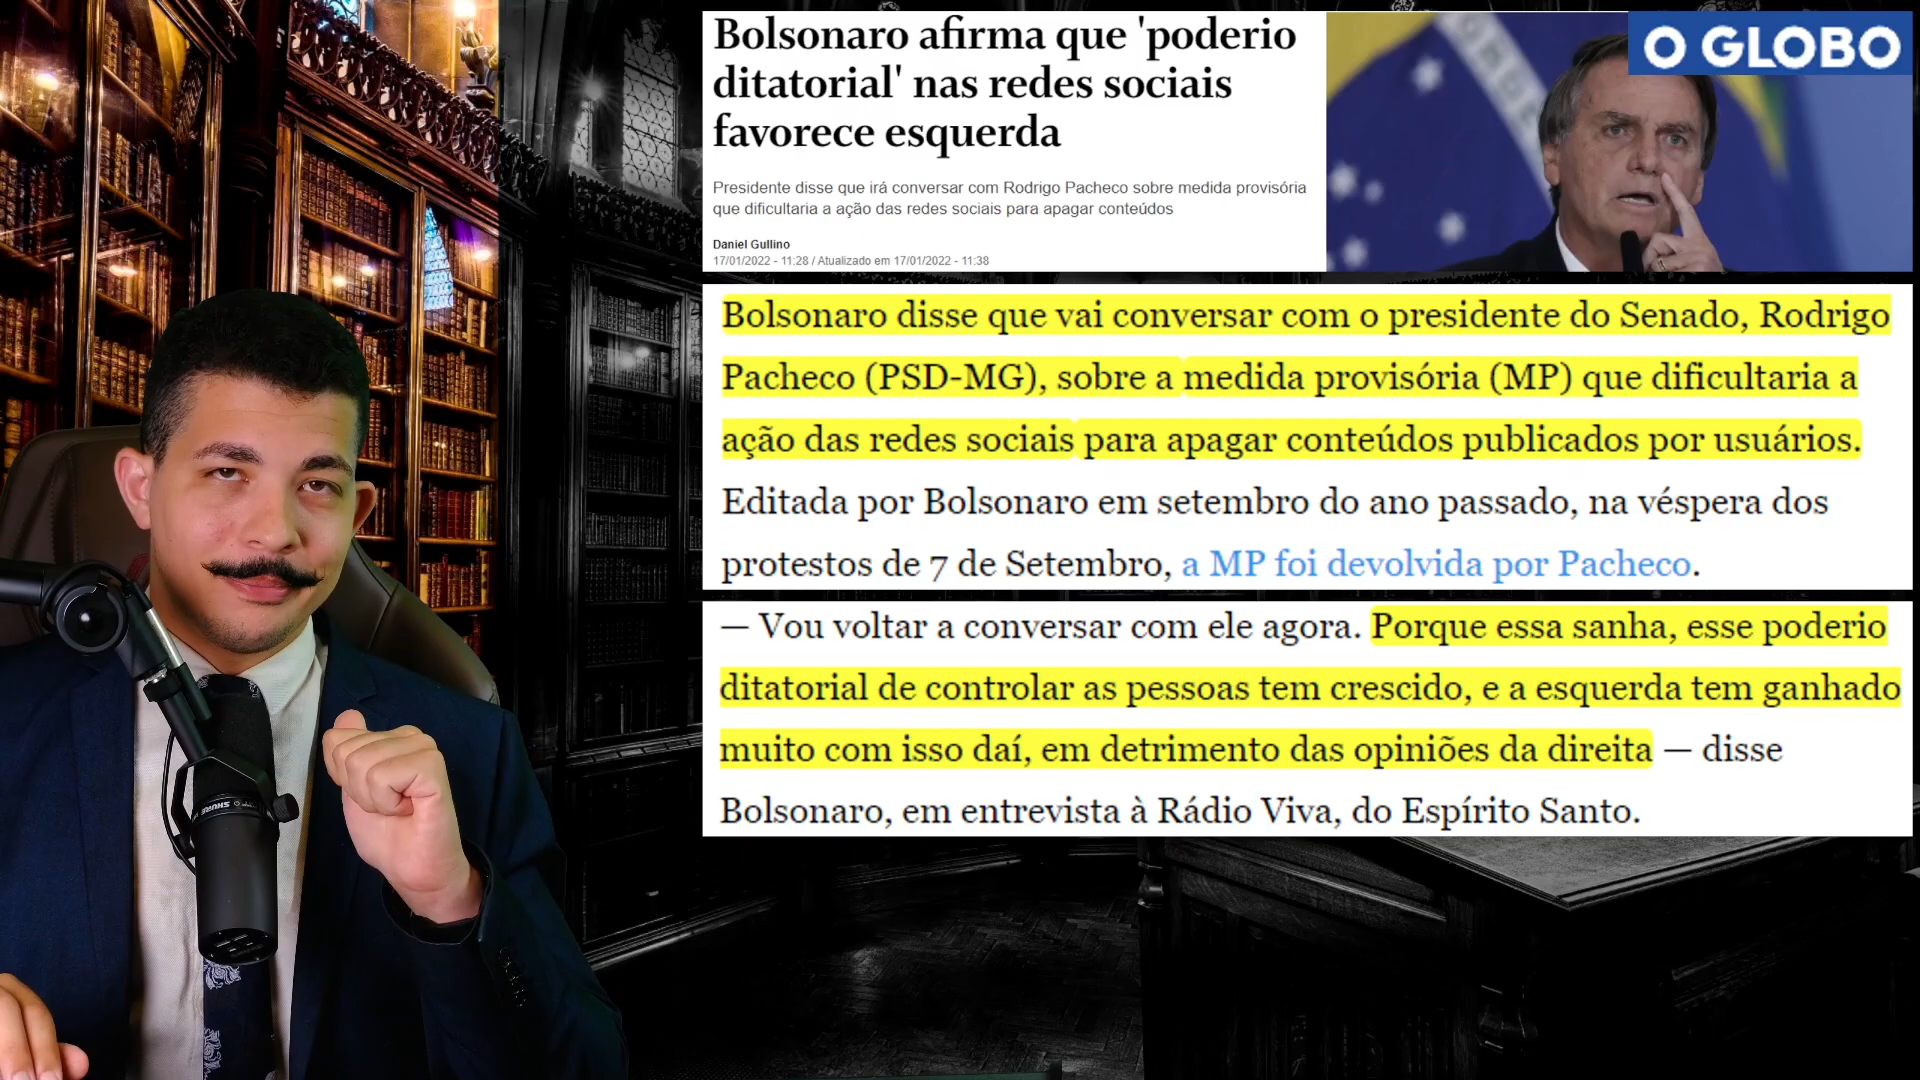 Bolsonaro afirma que 'poderio
ditatorial' nas redes sociais
favorece esquerda
O GLOBO
Presidente disse que irá conversar com Rodrigo Pacheco sobre medida provisória
que dificultaria a ação das redes sociais para apagar conteúdos
Daniel Gullino
17/01/2022 - 11:28 / Atualizado em 17/01/2022 - 11:38
Bolsonaro disse que vai conversar com o presidente do Senado, Rodrigo
Pacheco (PSD-MG), sobre a medida provisória (MP) que dificultaria a
ação das redes sociais para apagar conteúdos publicados por usuários.
Editada por Bolsonaro em setembro do ano passado, na véspera dos
protestos de 7 de Setembro, a MP foi devolvida por Pacheco.
— Vou voltar a conversar com ele agora. Porque essa sanha, esse poderio
ditatorial de controlar as pessoas tem crescido, e a esquerda tem ganhado
muito com isso daí, em detrimento das opiniões da direita — disse
Bolsonaro, em entrevista à Rádio Viva, do Espírito Santo.
SHURE